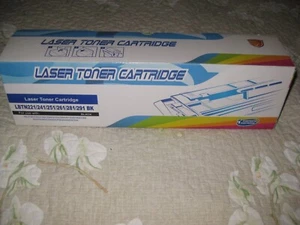 LASER TONER CARTRIDGE
LASER TONER CARTRIDGE
Laser Toner Cartridge
LBTN221/241/251/261/281/291 BK